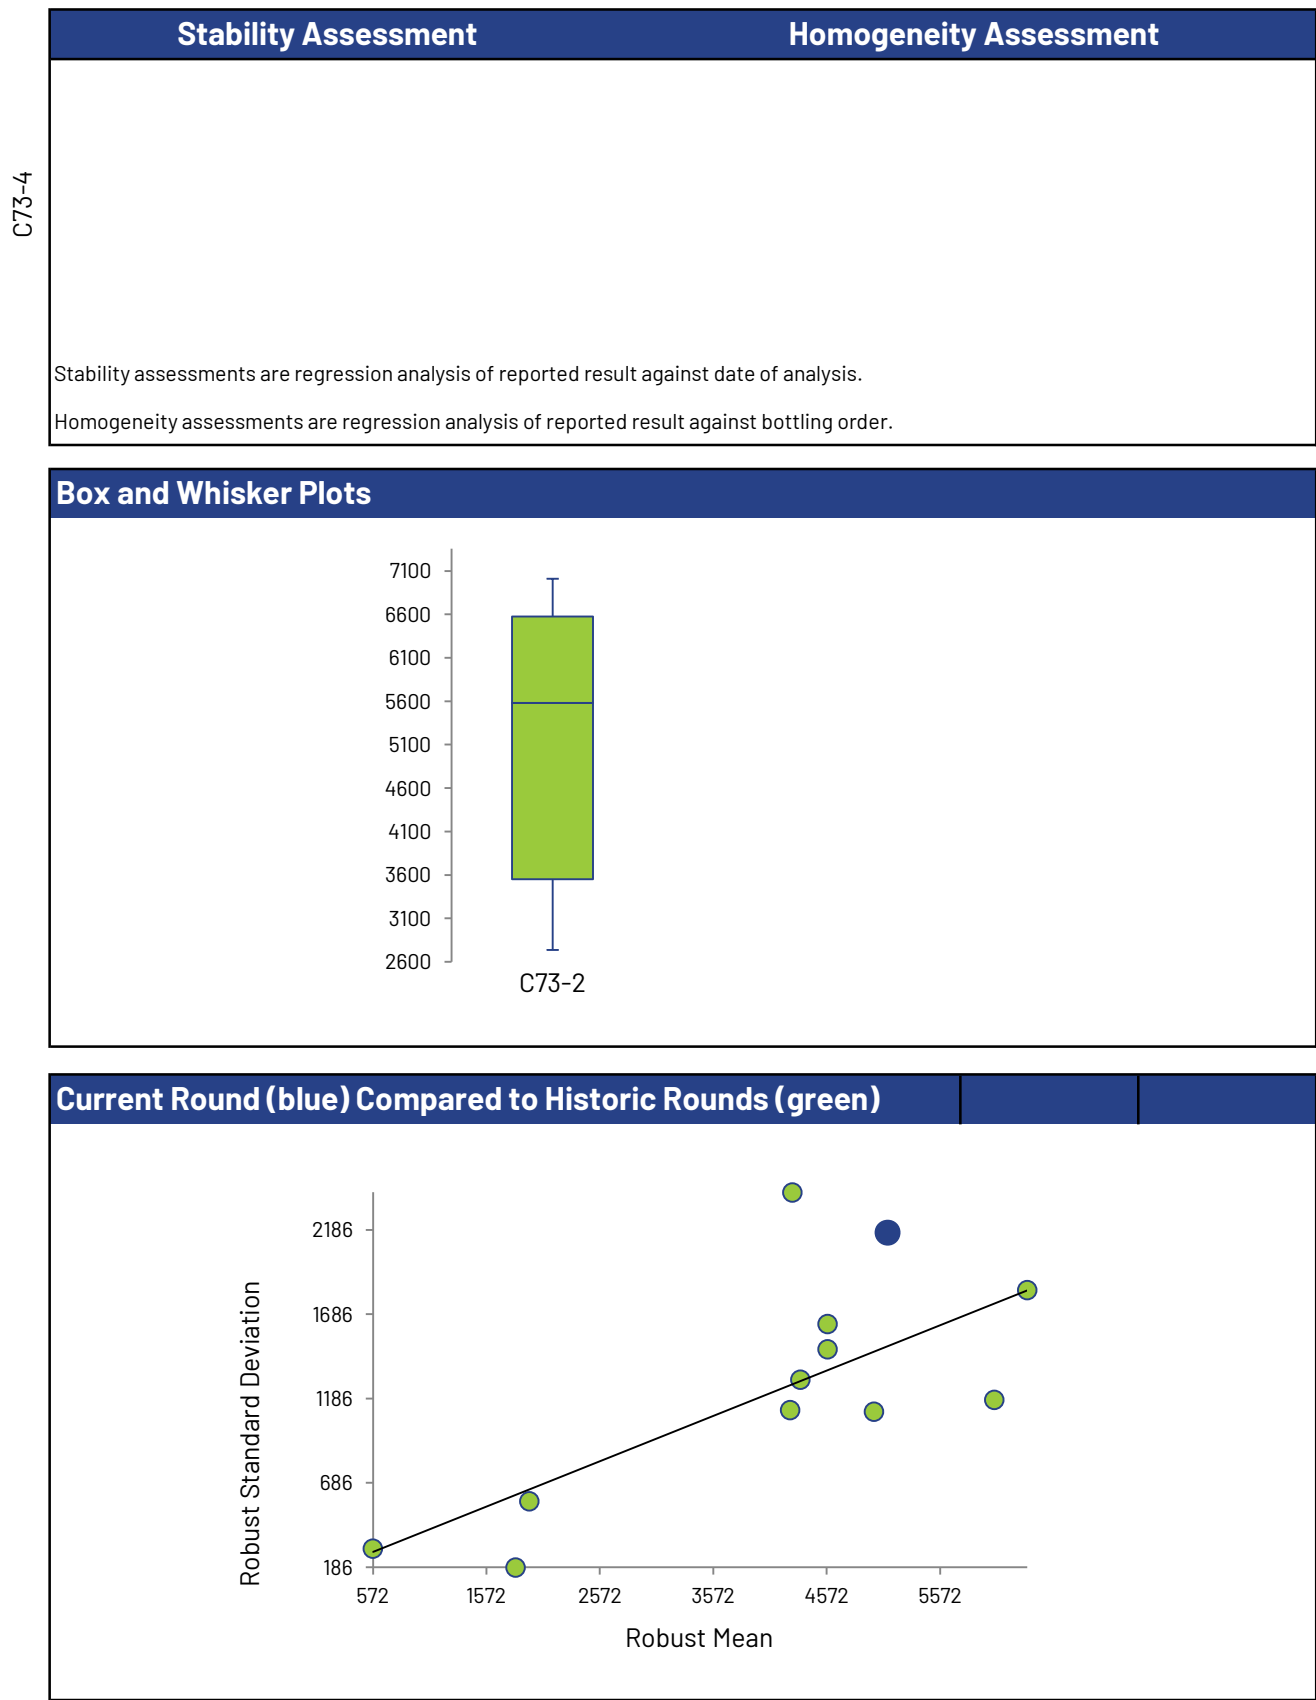 Stability Assessment
Homogeneity Assessment
C73-4
Stability assessments are regression analysis of reported result against date of analysis.
Homogeneity assessments are regression analysis of reported result against bottling order.
Box and Whisker Plots
7100
6600
6100
5600
5100
4600
4100
3600
3100
2600
C73-2
Current Round (blue) Compared to Historic Rounds (green)
Robust Standard Deviation
2186
1686
1186
686
186
572
1572
2572
3572
4572
5572
Robust Mean